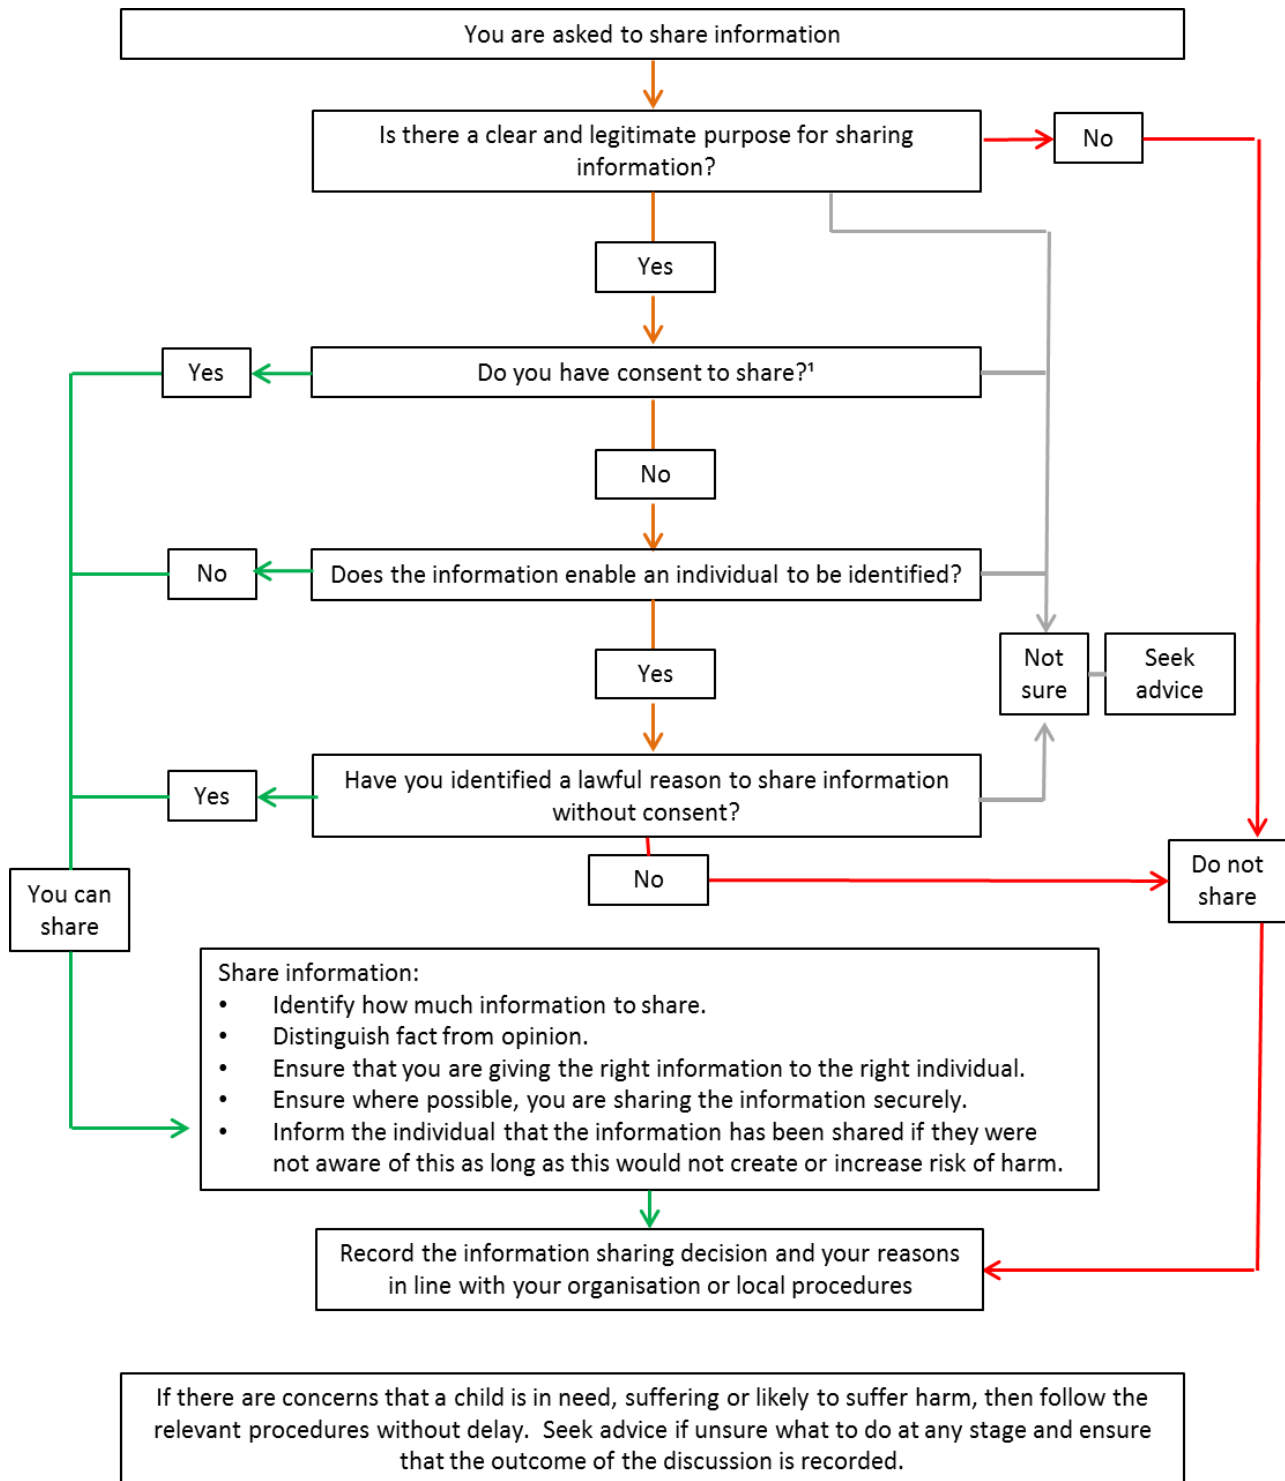 You are asked to share information
Is there a clear and legitimate purpose for sharing
information?
No
Yes
Yes
Do you have consent to share?¹
No
No
Does the information enable an individual to be identified?
Yes
Not
sure
Seek
advice
Yes
Have you identified a lawful reason to share information
without consent?
No
Do not
share
You can
share
Share information:
• Identify how much information to share.
• Distinguish fact from opinion.
• Ensure that you are giving the right information to the right individual.
• Ensure where possible, you are sharing the information securely.
• Inform the individual that the information has been shared if they were
not aware of this as long as this would not create or increase risk of harm.
Record the information sharing decision and your reasons
in line with your organisation or local procedures
If there are concerns that a child is in need, suffering or likely to suffer harm, then follow the
relevant procedures without delay.  Seek advice if unsure what to do at any stage and ensure
that the outcome of the discussion is recorded.